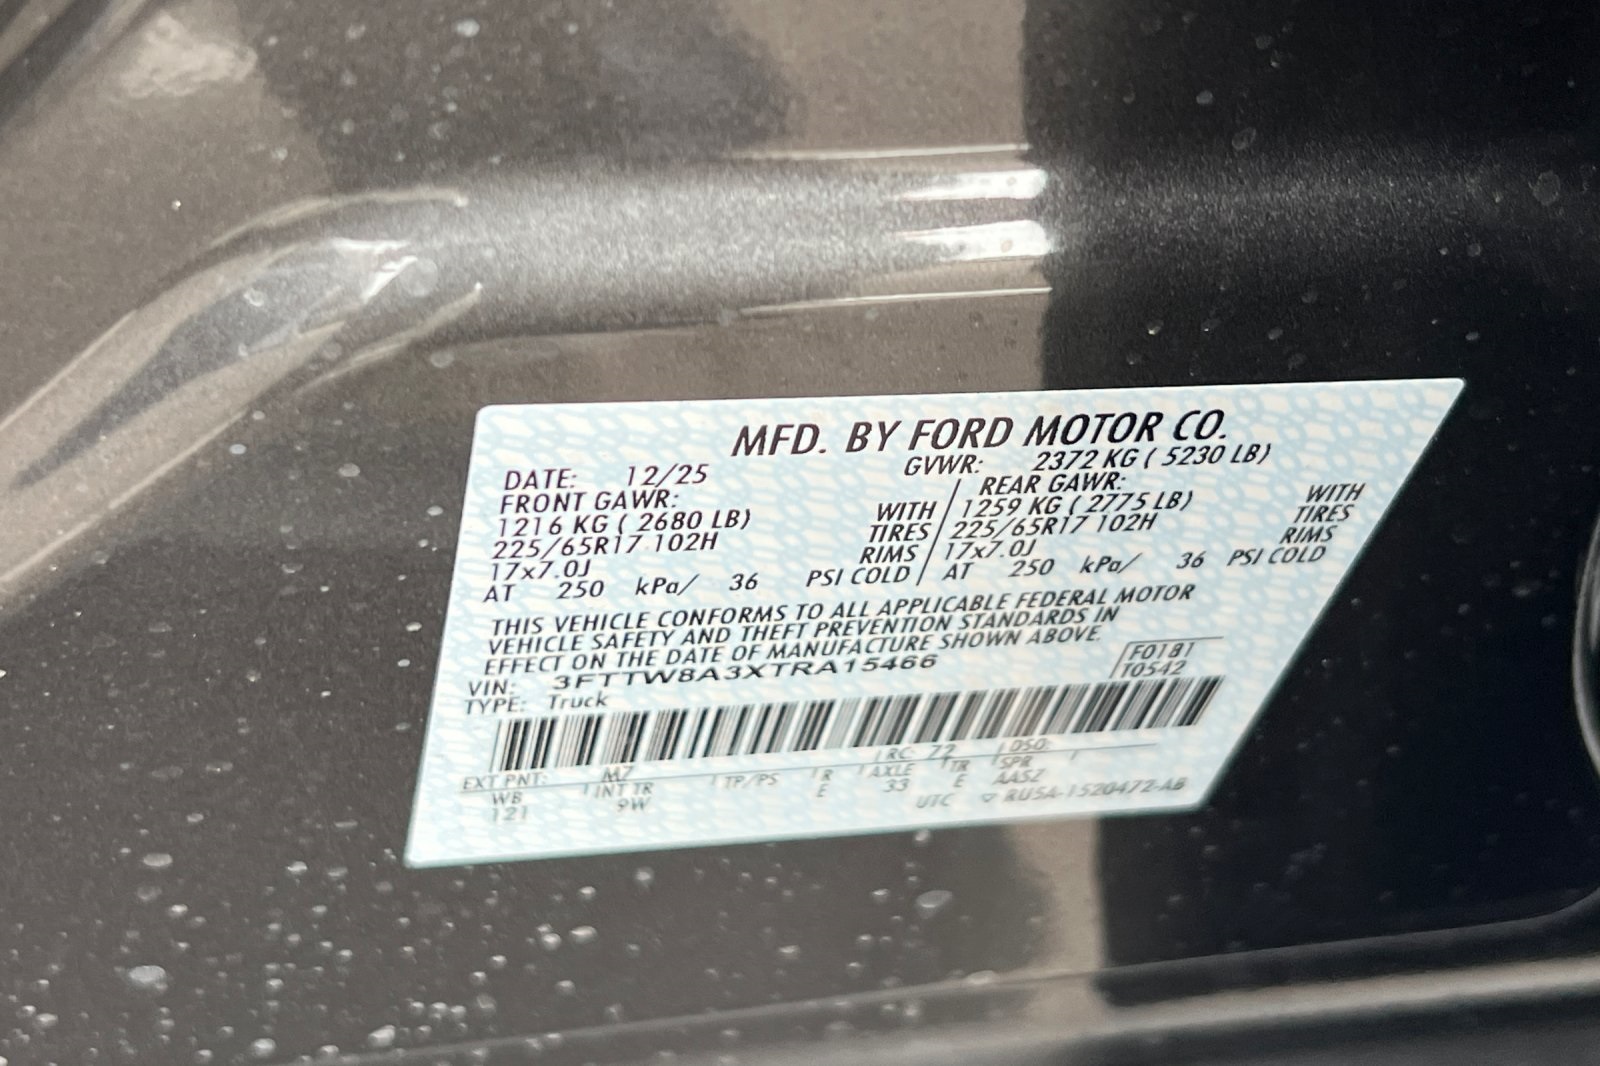 MFD. BY FORD MOTOR CO.
DATE: 12/25 GVWR: 2372 KG ( 5230 LB)
FRONT GAWR: REAR GAWR:
1216 KG ( 2680 LB) WITH / 1259 KG ( 2775 LB) WITH
225/65R17 102H TIRES / 225/65R17 102H TIRES
17x7.0J RIMS / 17x7.0J RIMS
AT 250 kPa/ 36 PSI COLD / AT 250 kPa/ 36 PSI COLD
THIS VEHICLE CONFORMS TO ALL APPLICABLE FEDERAL MOTOR
VEHICLE SAFETY AND THEFT PREVENTION STANDARDS IN
EFFECT ON THE DATE OF MANUFACTURE SHOWN ABOVE.
VIN: 3FTTW8A3XTRA15466 F0181
TYPE: Truck T0542
EXT PNT: M7 RC: 72 DSO:
WB INT TR TP/PS R AXLE TR SPR
121 9W E 33 E AASZ
UTC ▽ RU5A-1520472-AB